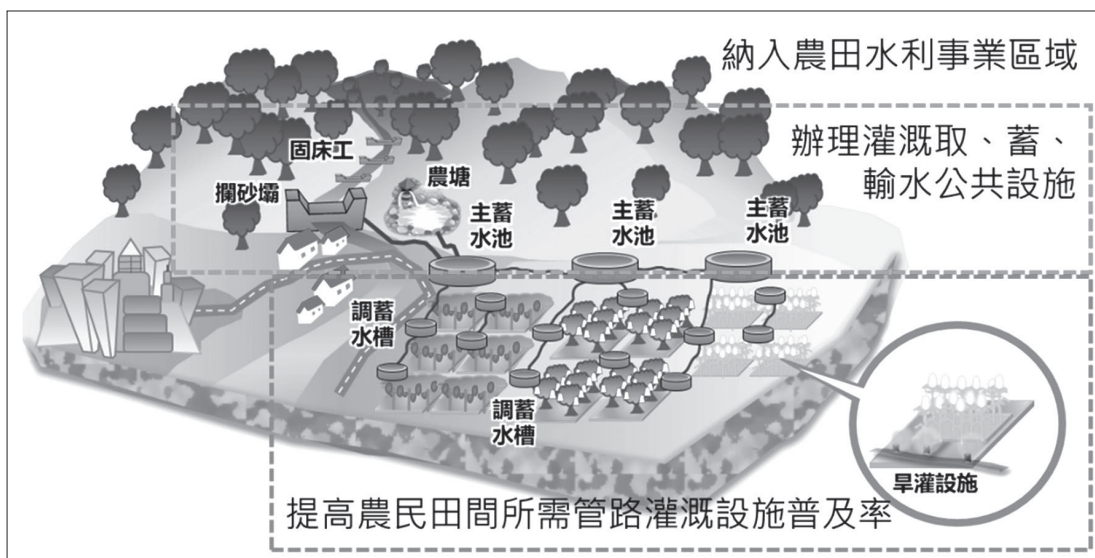 納入農田水利事業區域
辦理灌溉取、蓄、
輸水公共設施
固床工
攔砂壩
農塘
主蓄
水池
主蓄
水池
主蓄
水池
調蓄
水槽
調蓄
水槽
旱灌設施
提高農民田間所需管路灌溉設施普及率